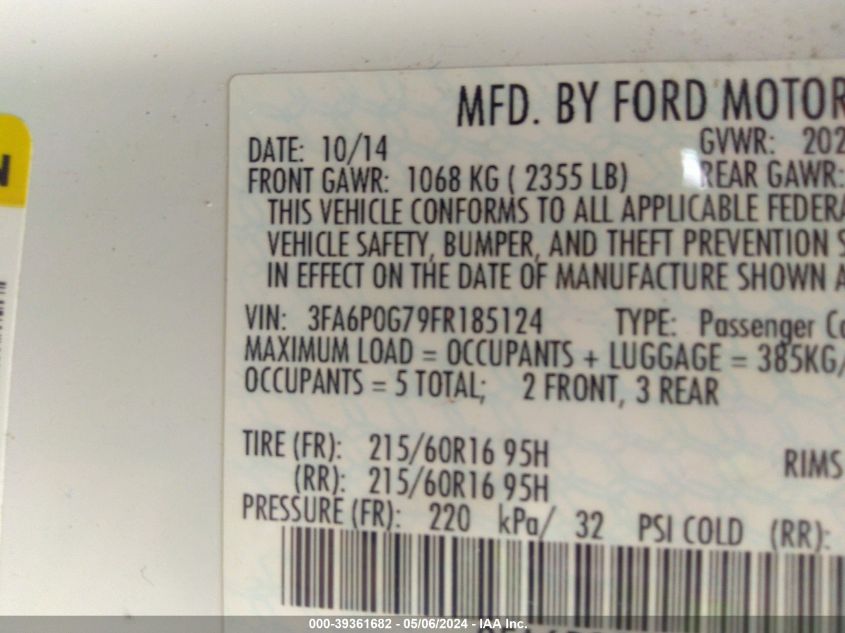 MFD. BY FORD MOTOR
DATE: 10/14 GVWR: 202
FRONT GAWR: 1068 KG ( 2355 LB) REAR GAWR:
THIS VEHICLE CONFORMS TO ALL APPLICABLE FEDERA
VEHICLE SAFETY, BUMPER, AND THEFT PREVENTION S
IN EFFECT ON THE DATE OF MANUFACTURE SHOWN A
VIN: 3FA6P0G79FR185124 TYPE: Passenger Ca
MAXIMUM LOAD = OCCUPANTS + LUGGAGE = 385KG/
OCCUPANTS = 5 TOTAL; 2 FRONT, 3 REAR
TIRE (FR): 215/60R16 95H RIMS
(RR): 215/60R16 95H
PRESSURE (FR): 220 kPa/ 32 PSI COLD (RR):
000-39361682 - 05/06/2024 - iaai.com